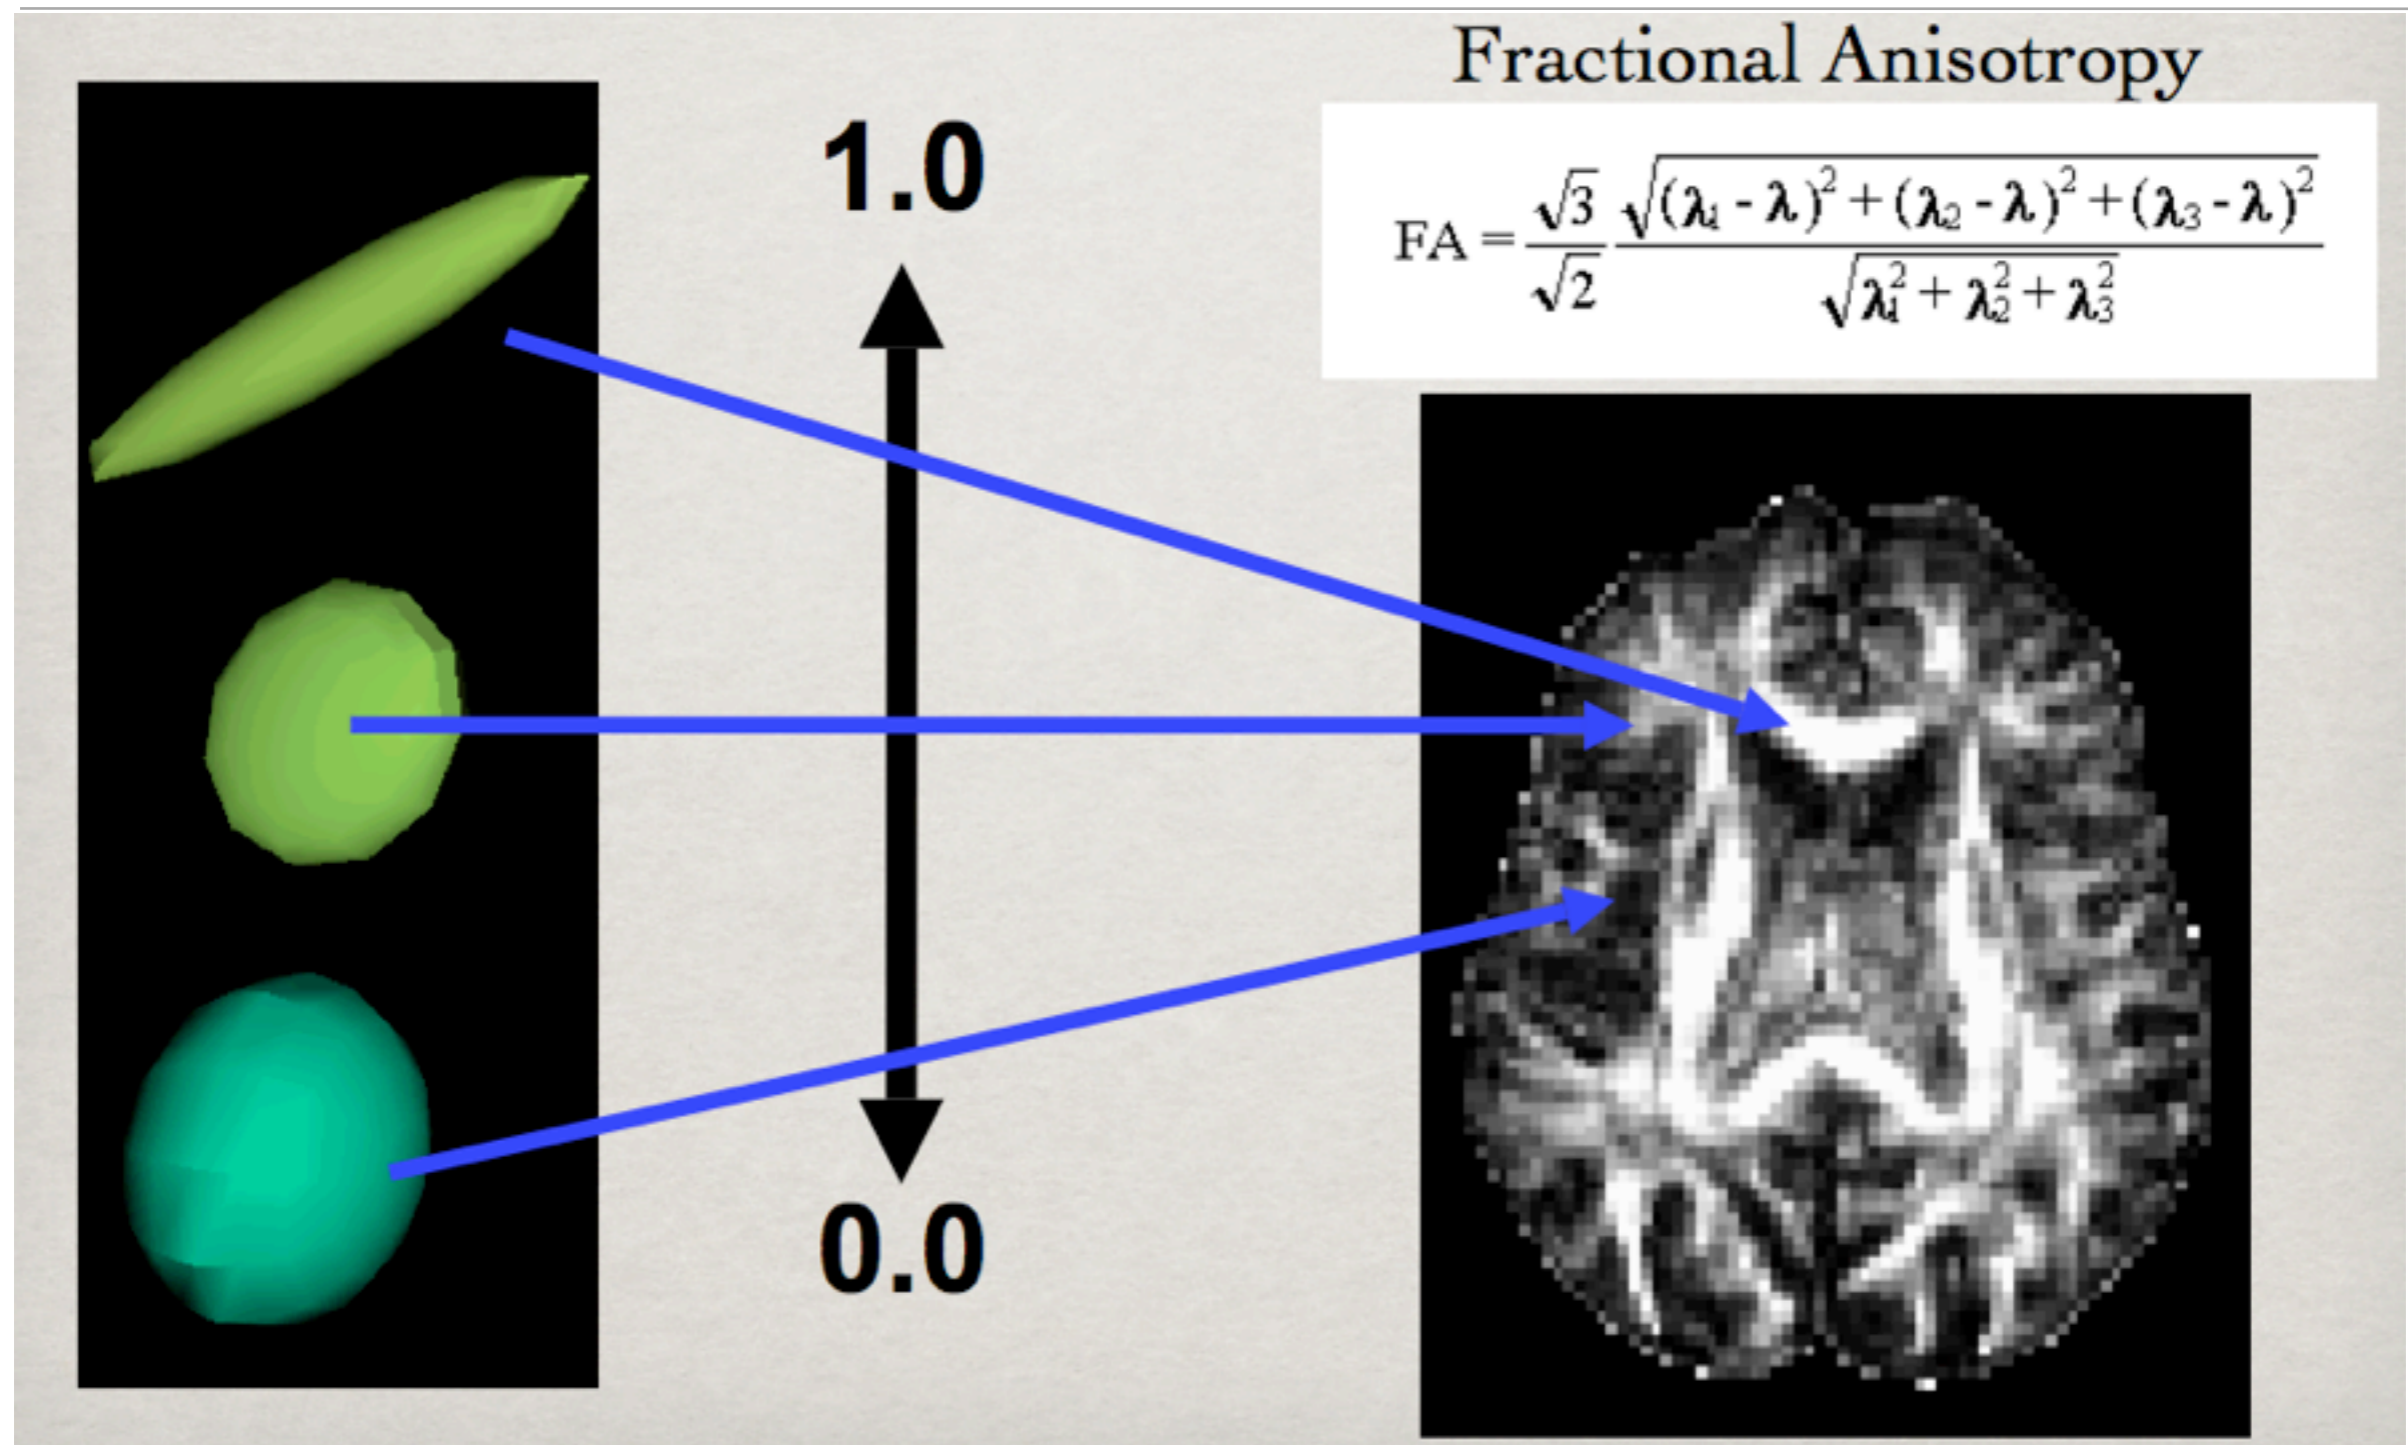 Fractional Anisotropy
1.0
FA = √3/√2 √((λ₁ - λ)² + (λ₂ - λ)² + (λ₃ - λ)²) / √(λ₁² + λ₂² + λ₃²)
0.0